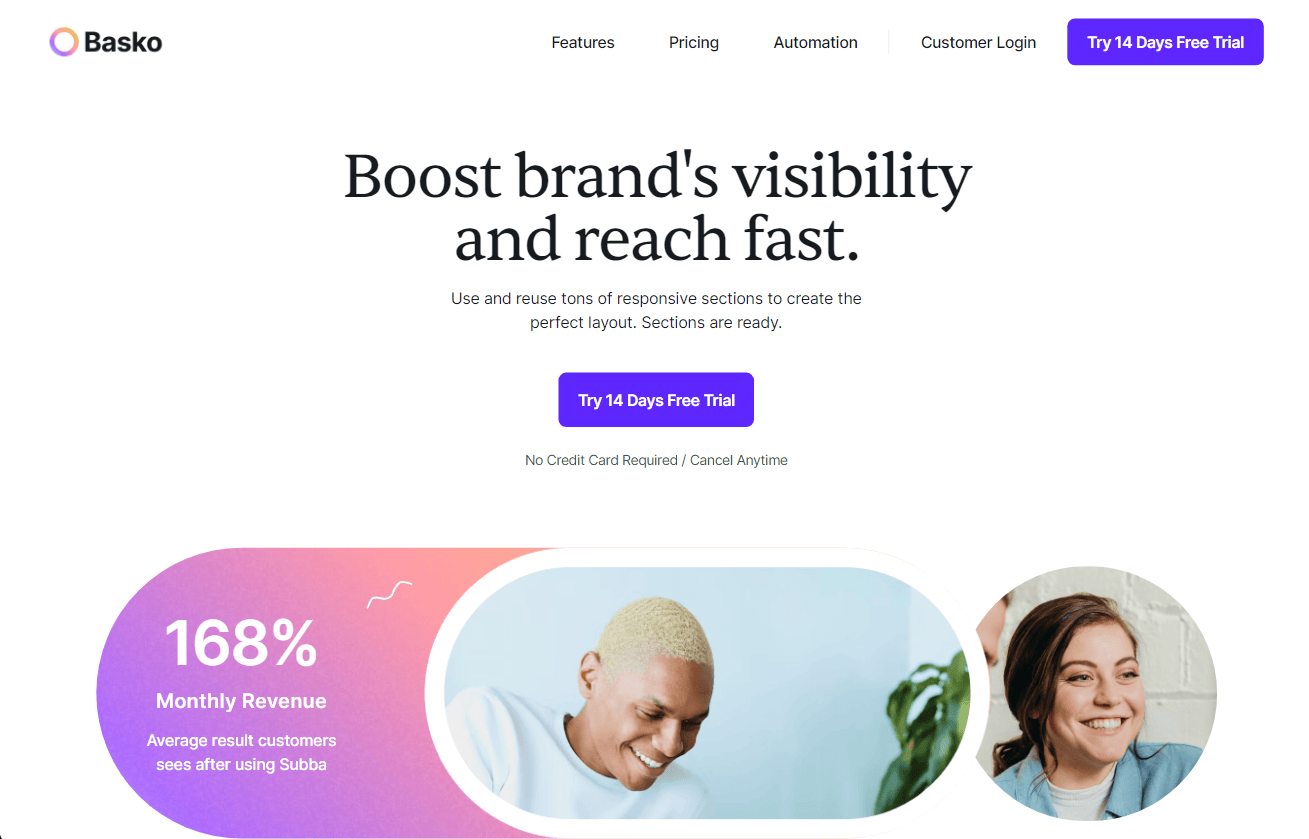 Basko
Features
Pricing
Automation
Customer Login
Try 14 Days Free Trial
Boost brand's visibility
and reach fast.
Use and reuse tons of responsive sections to create the
perfect layout. Sections are ready.
Try 14 Days Free Trial
No Credit Card Required / Cancel Anytime
168%
Monthly Revenue
Average result customers
sees after using Subba